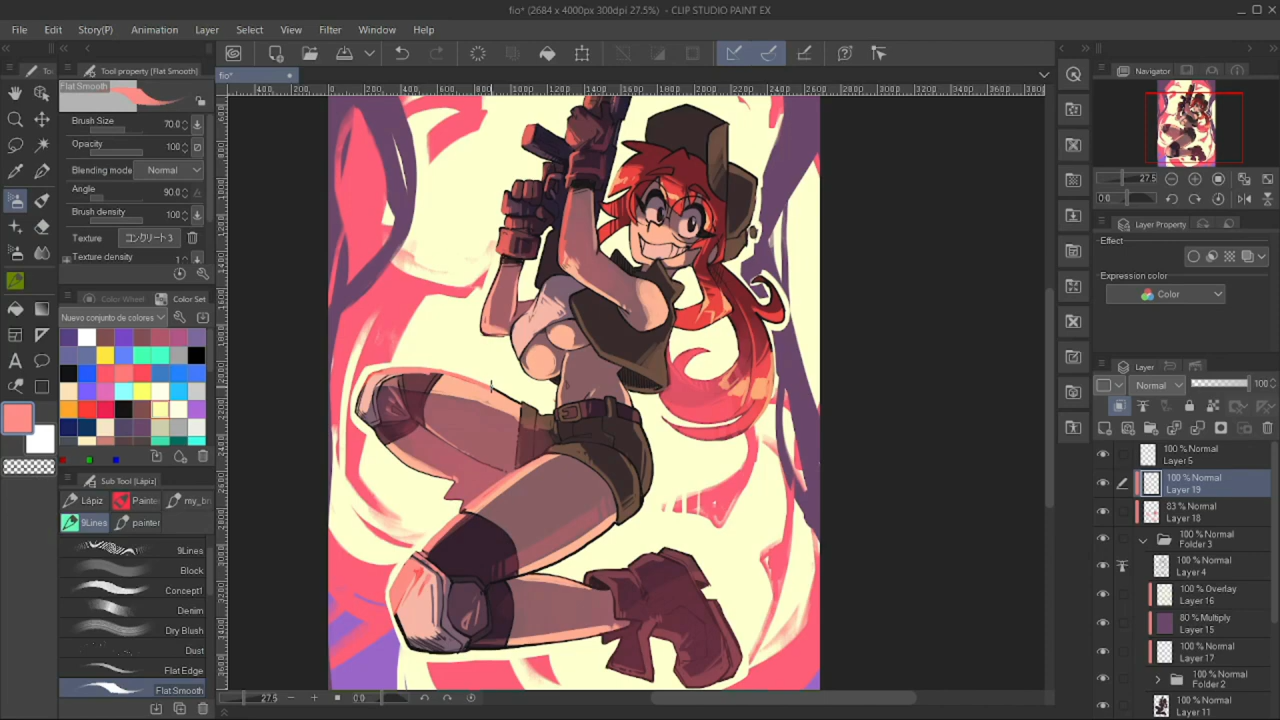 fio* (2684 x 4000px 300dpi 27.5%) - CLIP STUDIO PAINT EX
File Edit Story(P) Animation Layer Select View Filter Window Help
Tool property [Flat Smooth]
Flat Smooth
Brush Size 70.0
Opacity 100
Blending mode Normal
Angle 90.0
Brush density 100
Texture コンクリート3
Texture density
Color Wheel Color Set
Nuevo conjunto de colores
Sub Tool [Lápiz]
Lápiz Painte my_br
9Lines painter
9Lines
Block
Concept1
Denim
Dry Blush
Dust
Flat Edge
Flat Smooth
fio*
27.5
Navigator
27.5
Layer Property
Effect
Expression color
Color
Layer
Normal 100
100 % Normal
Layer 5
100 % Normal
Layer 19
83 % Normal
Layer 18
100 % Normal
Folder 3
100 % Normal
Layer 4
100 % Overlay
Layer 16
80 % Multiply
Layer 15
100 % Normal
Layer 17
100 % Normal
Folder 2
100 % Normal
Layer 11